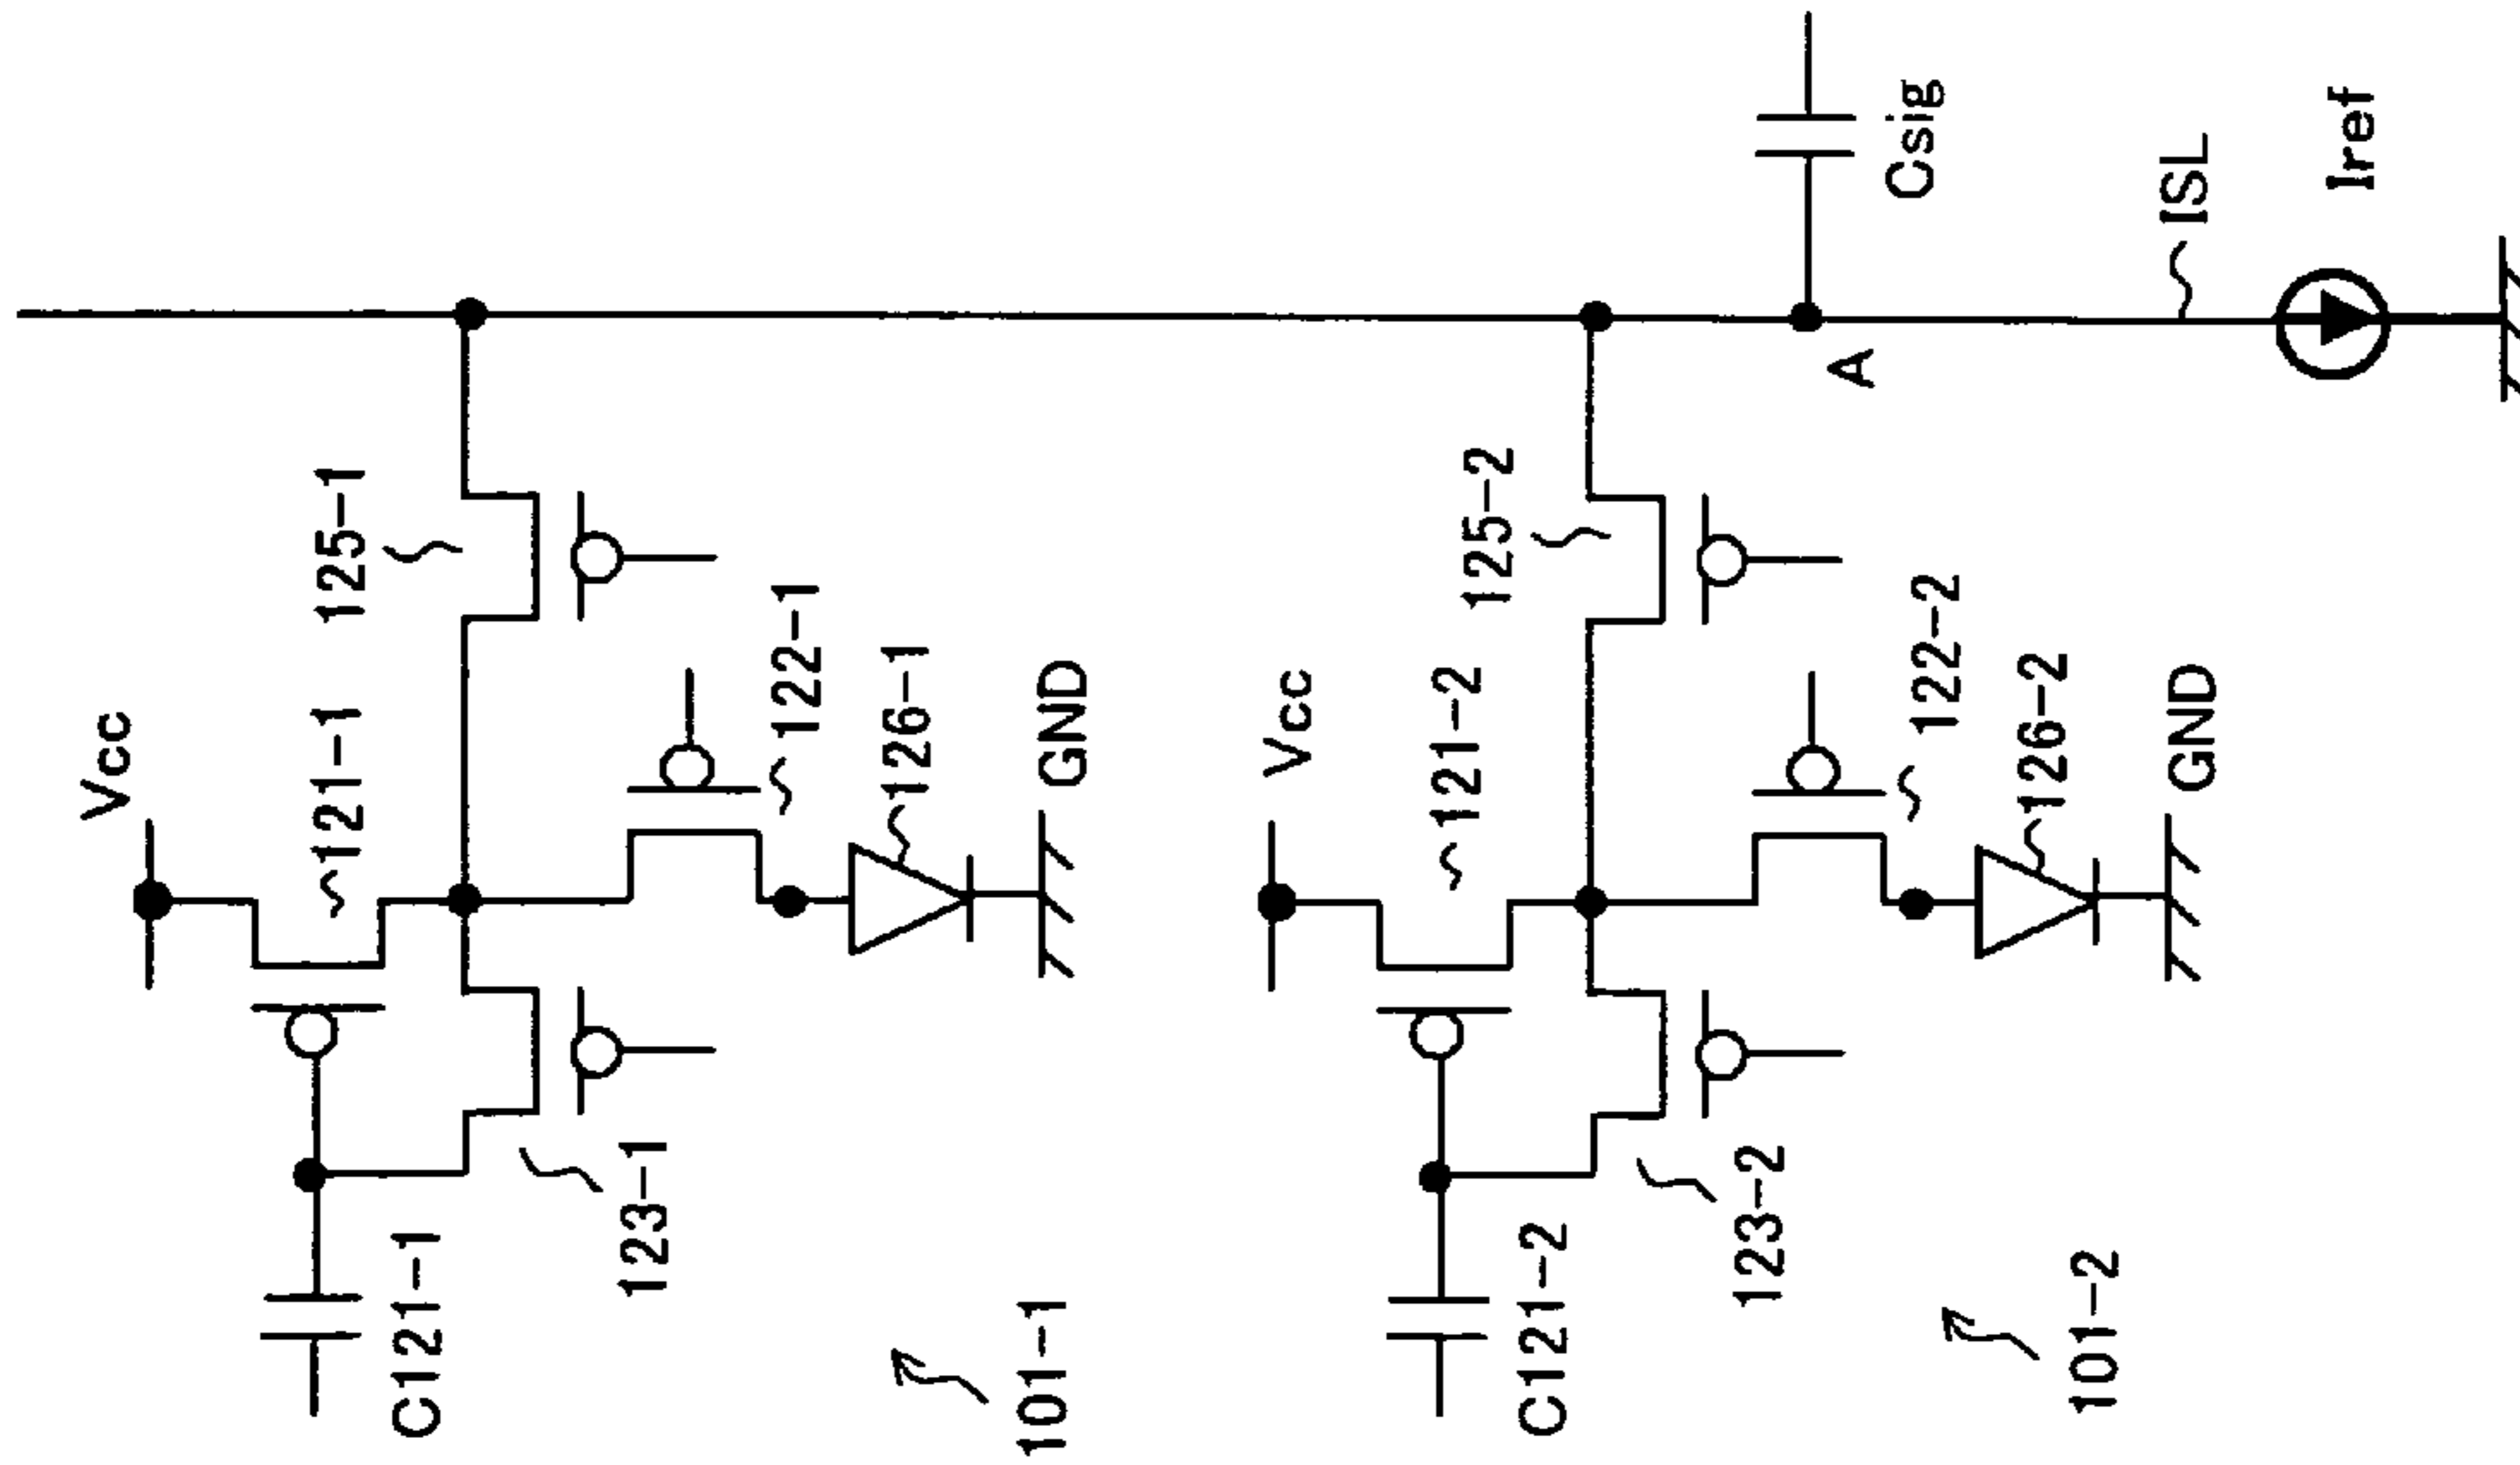 Vcc
121-1
125-1
C121-1
123-1
122-1
126-1
GND
101-1
Vcc
121-2
125-2
C121-2
123-2
122-2
126-2
GND
101-2
Csig
A
ISL
Iref